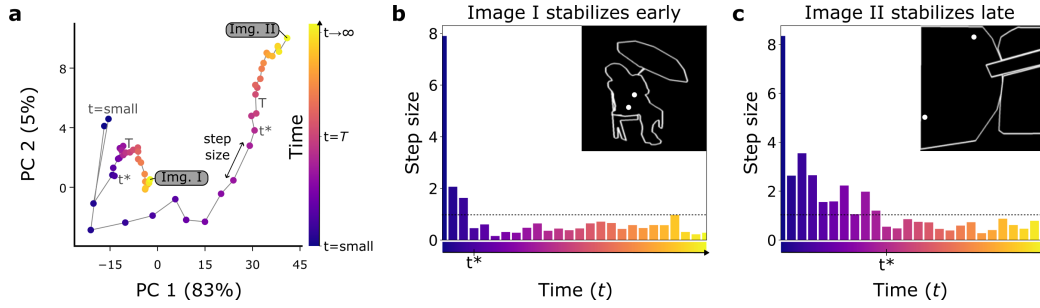 a
PC 2 (5%)
8
4
0
t=small
T
t*
Img. I
Img. II
step
size
T
t*
−15
0
15
30
45
PC 1 (83%)
t→∞
t=T
t=small
Time
b
Image I stabilizes early
Step size
8
6
4
2
0
t*
Time (t)
c
Image II stabilizes late
Step size
8
6
4
2
0
t*
Time (t)